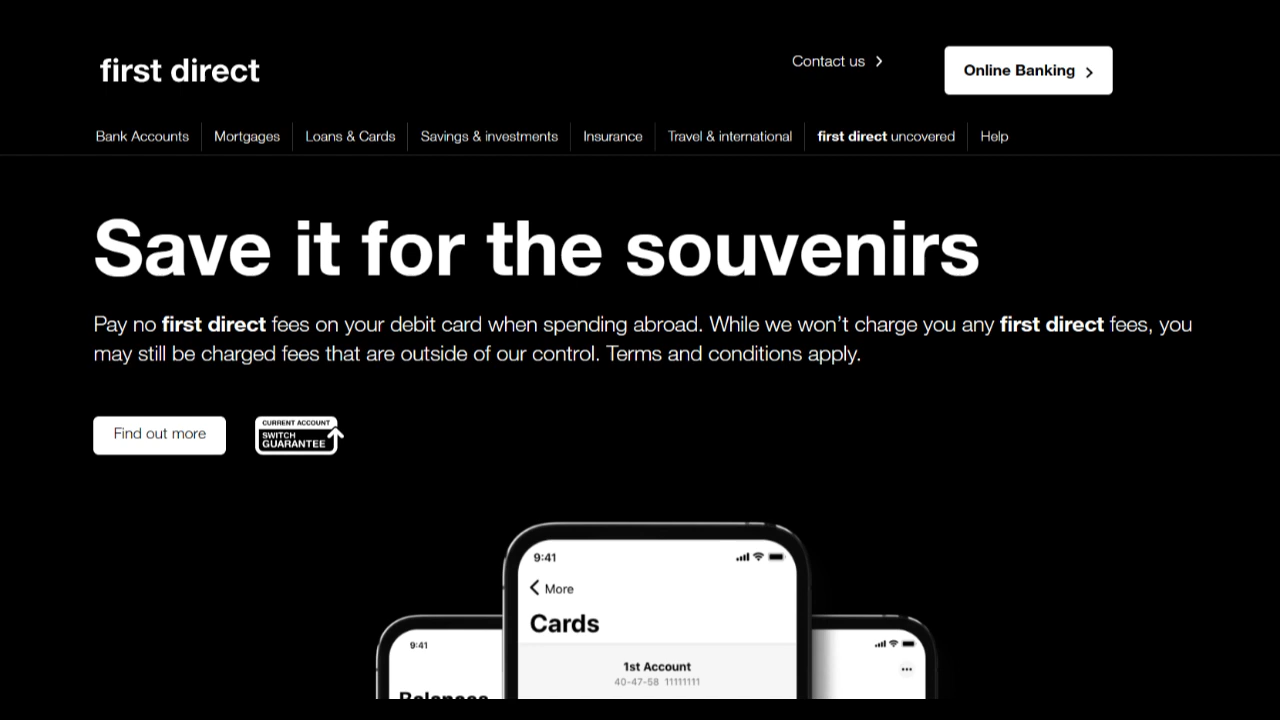 first direct
Contact us
Online Banking
Bank Accounts
Mortgages
Loans & Cards
Savings & investments
Insurance
Travel & international
first direct uncovered
Help
Save it for the souvenirs
Pay no first direct fees on your debit card when spending abroad. While we won’t charge you any first direct fees, you
may still be charged fees that are outside of our control. Terms and conditions apply.
Find out more
CURRENT ACCOUNT
SWITCH
GUARANTEE
9:41
More
Cards
1st Account
40-47-58 11111111
9:41
Balances